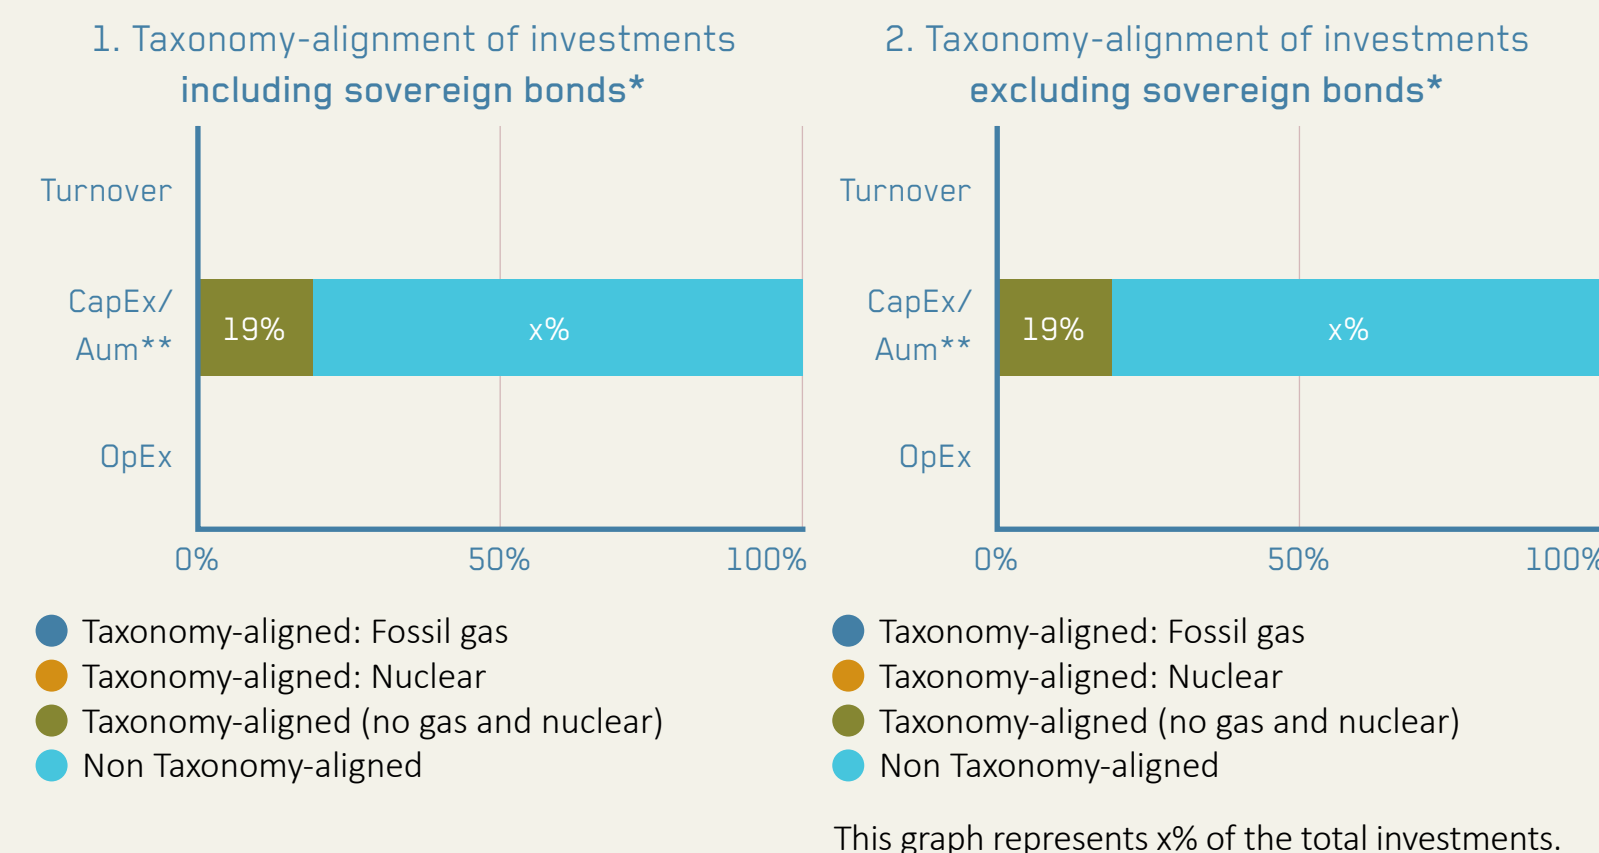 1. Taxonomy-alignment of investments
including sovereign bonds*
Turnover
CapEx/
Aum**
19%
x%
OpEx
0%
50%
100%
Taxonomy-aligned: Fossil gas
Taxonomy-aligned: Nuclear
Taxonomy-aligned (no gas and nuclear)
Non Taxonomy-aligned
2. Taxonomy-alignment of investments
excluding sovereign bonds*
Turnover
CapEx/
Aum**
19%
x%
OpEx
0%
50%
100%
Taxonomy-aligned: Fossil gas
Taxonomy-aligned: Nuclear
Taxonomy-aligned (no gas and nuclear)
Non Taxonomy-aligned
This graph represents x% of the total investments.